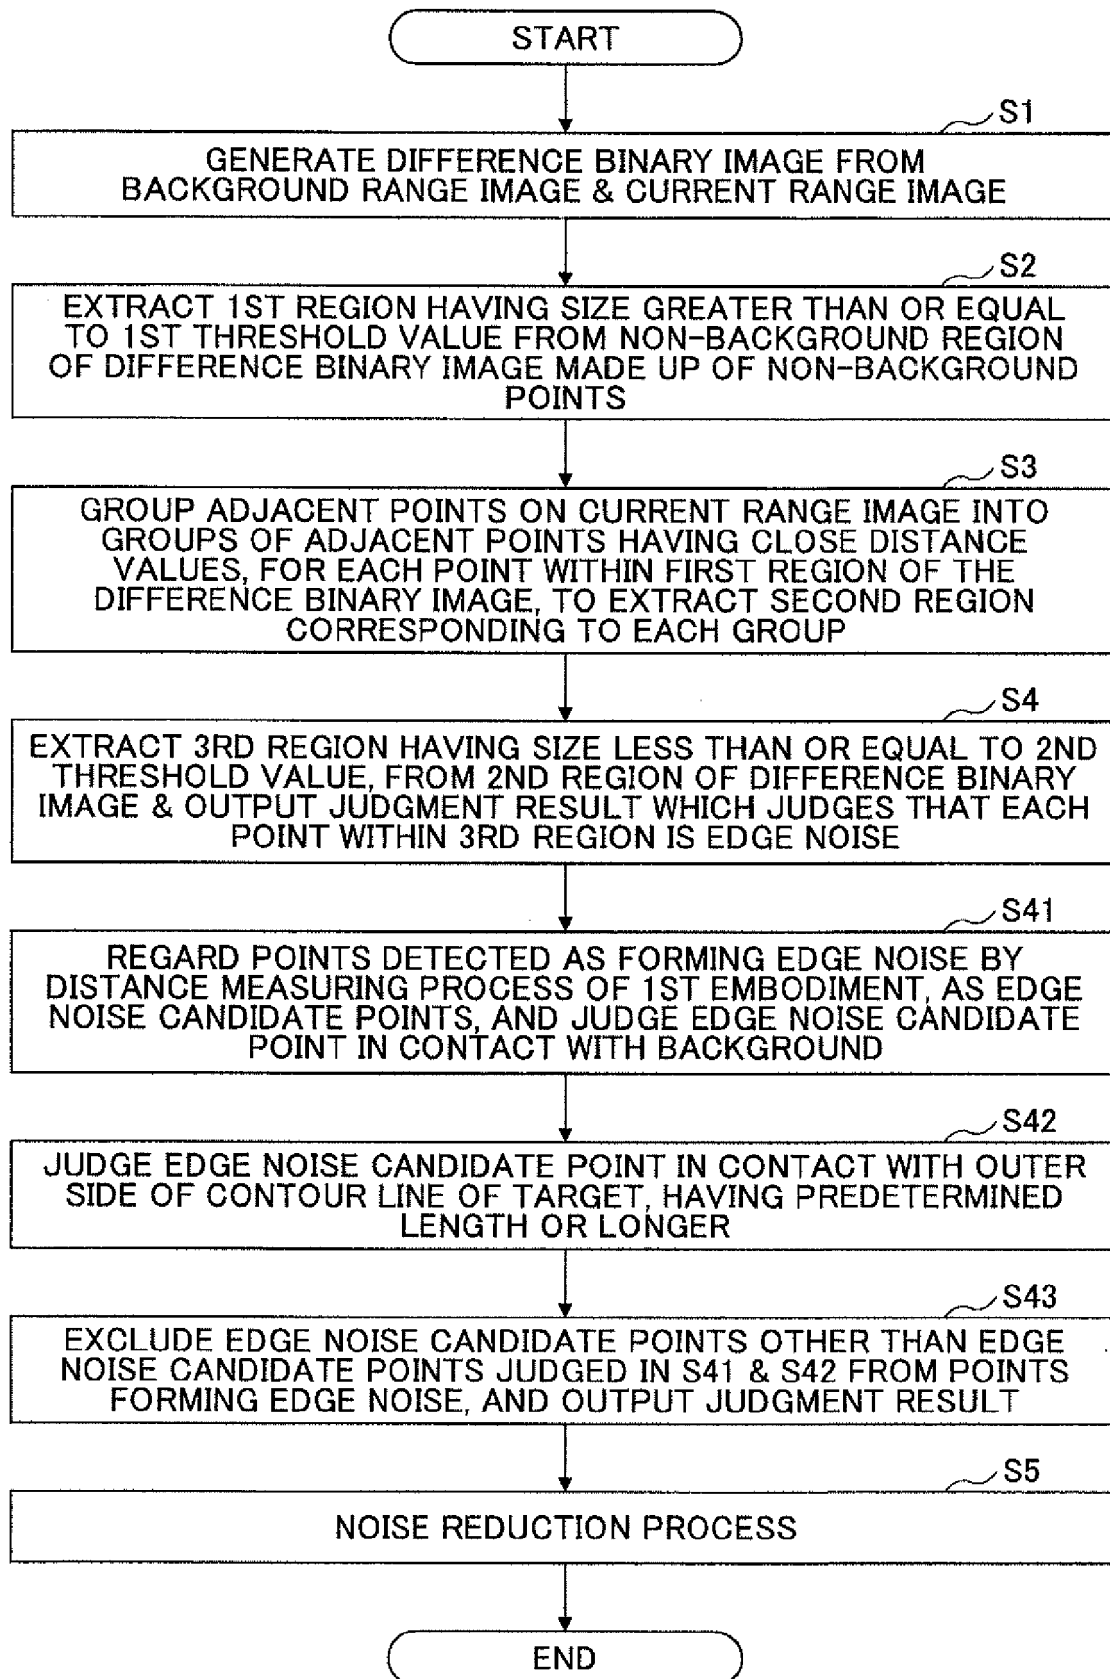 START
S1
GENERATE DIFFERENCE BINARY IMAGE FROM
BACKGROUND RANGE IMAGE & CURRENT RANGE IMAGE
S2
EXTRACT 1ST REGION HAVING SIZE GREATER THAN OR EQUAL
TO 1ST THRESHOLD VALUE FROM NON-BACKGROUND REGION
OF DIFFERENCE BINARY IMAGE MADE UP OF NON-BACKGROUND
POINTS
S3
GROUP ADJACENT POINTS ON CURRENT RANGE IMAGE INTO
GROUPS OF ADJACENT POINTS HAVING CLOSE DISTANCE
VALUES, FOR EACH POINT WITHIN FIRST REGION OF THE
DIFFERENCE BINARY IMAGE, TO EXTRACT SECOND REGION
CORRESPONDING TO EACH GROUP
S4
EXTRACT 3RD REGION HAVING SIZE LESS THAN OR EQUAL TO 2ND
THRESHOLD VALUE, FROM 2ND REGION OF DIFFERENCE BINARY
IMAGE & OUTPUT JUDGMENT RESULT WHICH JUDGES THAT EACH
POINT WITHIN 3RD REGION IS EDGE NOISE
S41
REGARD POINTS DETECTED AS FORMING EDGE NOISE BY
DISTANCE MEASURING PROCESS OF 1ST EMBODIMENT, AS EDGE
NOISE CANDIDATE POINTS, AND JUDGE EDGE NOISE CANDIDATE
POINT IN CONTACT WITH BACKGROUND
S42
JUDGE EDGE NOISE CANDIDATE POINT IN CONTACT WITH OUTER
SIDE OF CONTOUR LINE OF TARGET, HAVING PREDETERMINED
LENGTH OR LONGER
S43
EXCLUDE EDGE NOISE CANDIDATE POINTS OTHER THAN EDGE
NOISE CANDIDATE POINTS JUDGED IN S41 & S42 FROM POINTS
FORMING EDGE NOISE, AND OUTPUT JUDGMENT RESULT
S5
NOISE REDUCTION PROCESS
END